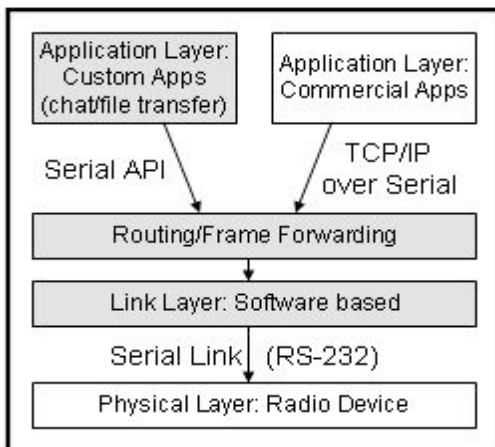 Application Layer:
Custom Apps
(chat/file transfer)
Application Layer:
Commercial Apps
Serial API
TCP/IP
over Serial
Routing/Frame Forwarding
Link Layer: Software based
Serial Link (RS-232)
Physical Layer: Radio Device